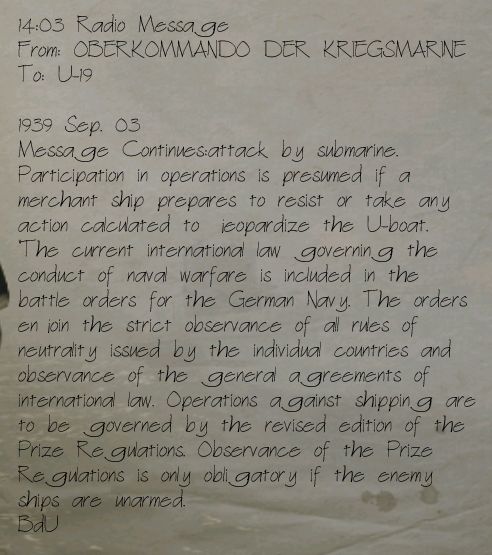 14:03 Radio Message
From: OBERKOMMANDO DER KRIEGSMARINE
To: U-19
1939 Sep. 03
Message Continues:attack by submarine.
Participation in operations is presumed if a
merchant ship prepares to resist or take any
action calculated to jeopardize the U-boat.
'The current international law governing the
conduct of naval warfare is included in the
battle orders for the German Navy. The orders
enjoin the strict observance of all rules of
neutrality issued by the individual countries and
observance of the general agreements of
international law. Operations against shipping are
to be governed by the revised edition of the
Prize Regulations. Observance of the Prize
Regulations is only obligatory if the enemy
ships are unarmed.
BdU